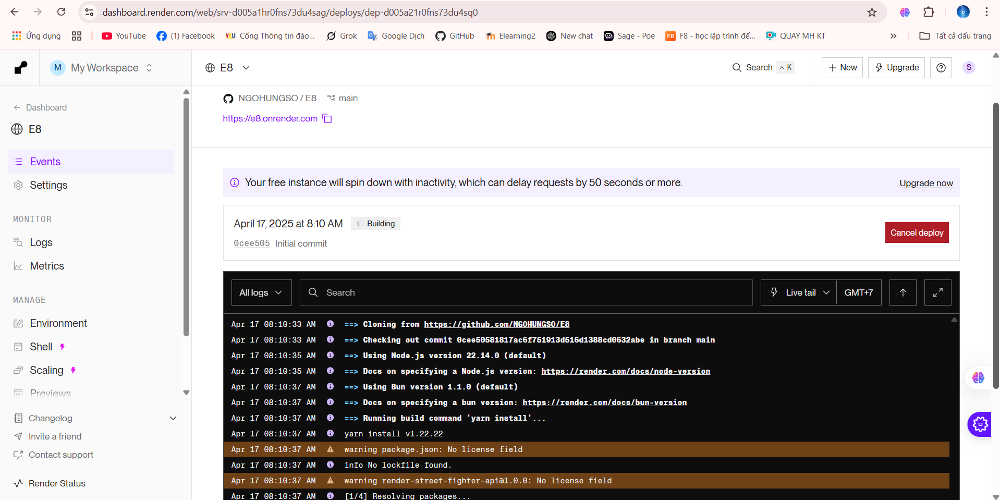 dashboard.render.com/web/srv-d005a1hr0fns73du4sag/deploys/dep-d005a21r0fns73du4sq0
Ứng dụng YouTube (1) Facebook VKU Cổng Thông tin đào... Grok Google Dịch GitHub Elearning2 New chat Sage - Poe F8 F8 - học lập trình để... QUAY MH KT Tất cả dấu trang
M My Workspace E8 Search ^ K + New Upgrade S
NGOHUNGSO / E8 main
https://e8.onrender.com
← Dashboard
E8
Events
Settings
MONITOR
Logs
Metrics
MANAGE
Environment
Shell
Scaling
Previews
Changelog
Invite a friend
Contact support
Render Status
Your free instance will spin down with inactivity, which can delay requests by 50 seconds or more. Upgrade now
April 17, 2025 at 8:10 AM Building
0cee505 Initial commit
Cancel deploy
All logs Search Live tail GMT+7
Apr 17 08:10:33 AM ==> Cloning from https://github.com/NGOHUNGSO/E8
Apr 17 08:10:33 AM ==> Checking out commit 0cee50581817ac6f751913d516d1388cd0632abe in branch main
Apr 17 08:10:35 AM ==> Using Node.js version 22.14.0 (default)
Apr 17 08:10:35 AM ==> Docs on specifying a Node.js version: https://render.com/docs/node-version
Apr 17 08:10:37 AM ==> Using Bun version 1.1.0 (default)
Apr 17 08:10:37 AM ==> Docs on specifying a bun version: https://render.com/docs/bun-version
Apr 17 08:10:37 AM ==> Running build command 'yarn install'...
Apr 17 08:10:37 AM yarn install v1.22.22
Apr 17 08:10:37 AM warning package.json: No license field
Apr 17 08:10:37 AM info No lockfile found.
Apr 17 08:10:37 AM warning render-street-fighter-api@1.0.0: No license field
Apr 17 08:10:37 AM [1/4] Resolving packages...